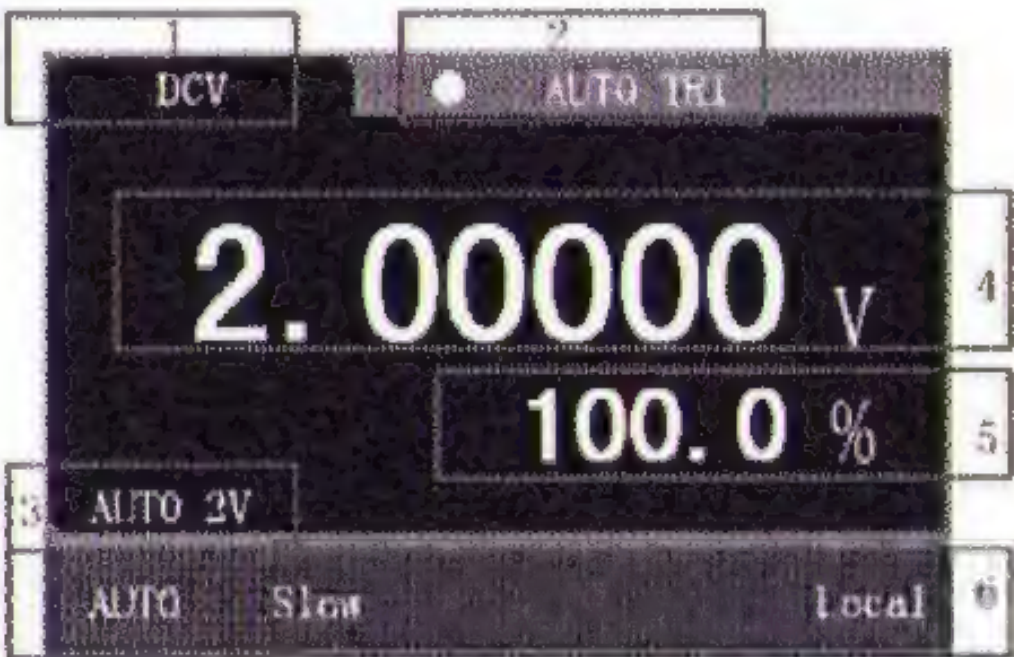 1 2
DCV AUTO TRI
2.00000 V 4
100.0 % 5
3 AUTO 2V
AUTO Slow Local 6